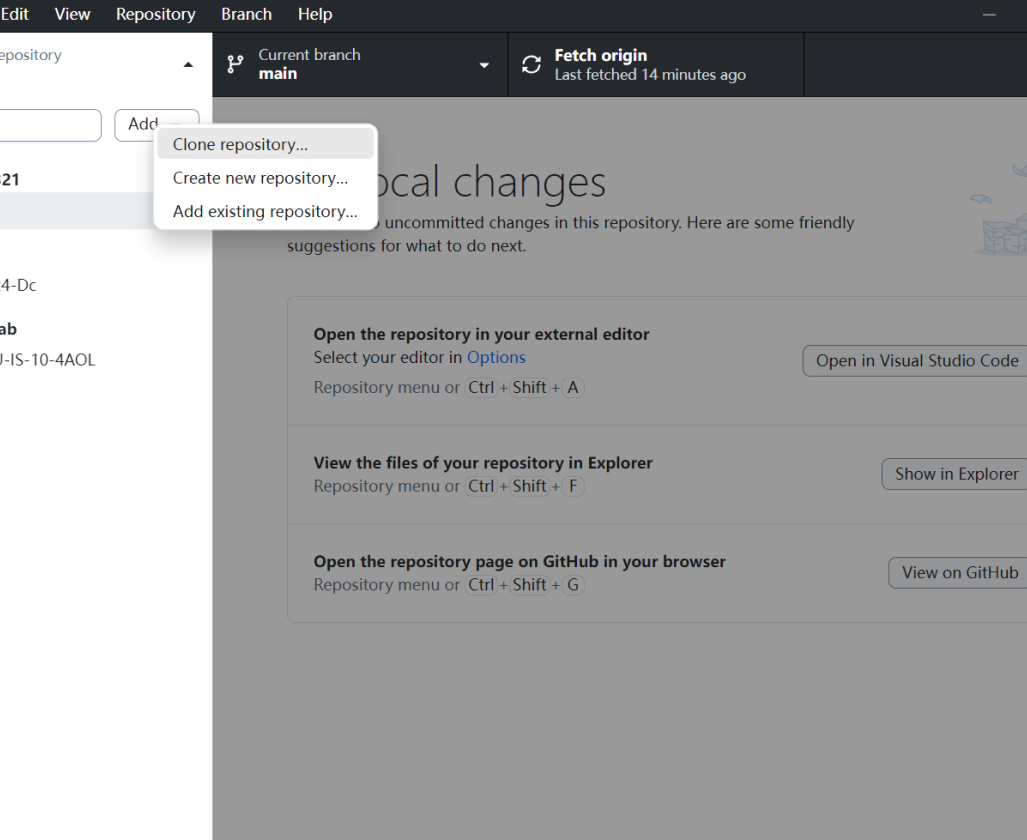 Edit View Repository Branch Help
epository
Current branch
main
Fetch origin
Last fetched 14 minutes ago
Add
Clone repository...
Create new repository...
Add existing repository...
321
4-Dc
ab
J-IS-10-4AOL
ocal changes
uncommitted changes in this repository. Here are some friendly
suggestions for what to do next.
Open the repository in your external editor
Select your editor in Options
Repository menu or Ctrl + Shift + A
Open in Visual Studio Code
View the files of your repository in Explorer
Repository menu or Ctrl + Shift + F
Show in Explorer
Open the repository page on GitHub in your browser
Repository menu or Ctrl + Shift + G
View on GitHub